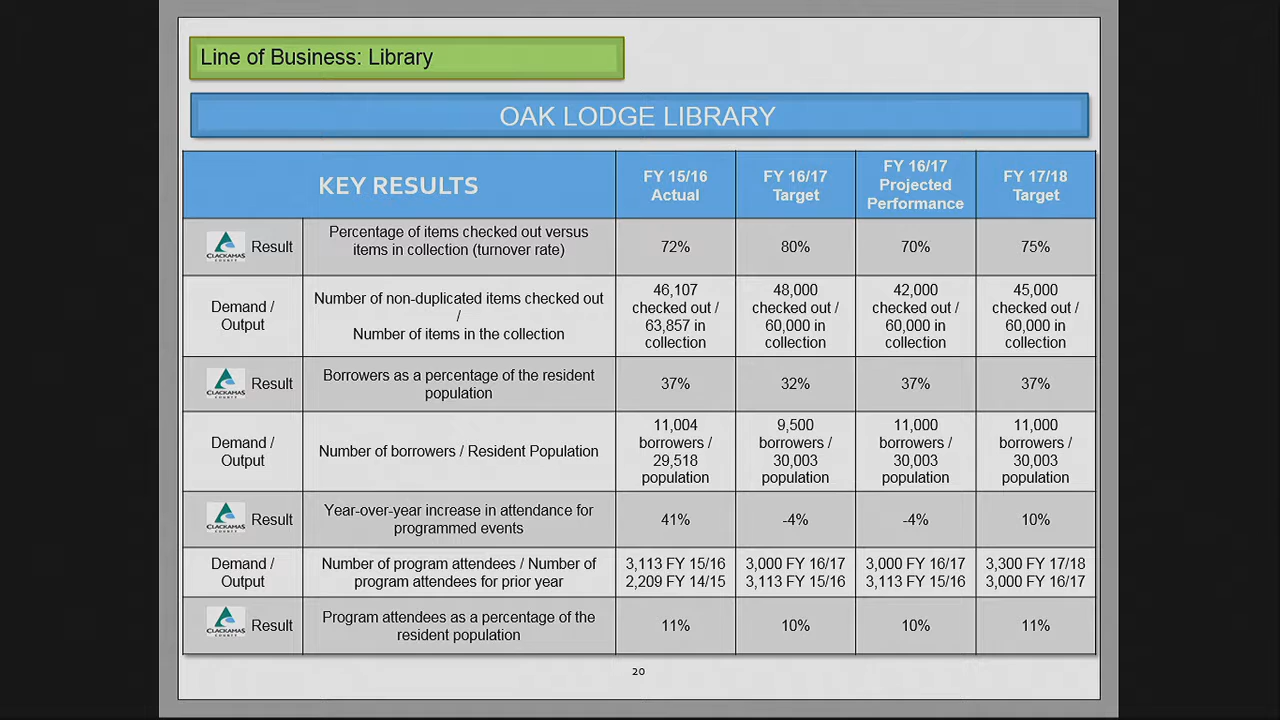 Line of Business: Library
OAK LODGE LIBRARY
KEY RESULTS
FY 15/16
Actual
FY 16/17
Target
FY 16/17
Projected
Performance
FY 17/18
Target
CLACKAMAS
COUNTY
Result
Percentage of items checked out versus
items in collection (turnover rate)
72%
80%
70%
75%
Demand /
Output
Number of non-duplicated items checked out
/
Number of items in the collection
46,107
checked out /
63,857 in
collection
48,000
checked out /
60,000 in
collection
42,000
checked out /
60,000 in
collection
45,000
checked out /
60,000 in
collection
CLACKAMAS
COUNTY
Result
Borrowers as a percentage of the resident
population
37%
32%
37%
37%
Demand /
Output
Number of borrowers / Resident Population
11,004
borrowers /
29,518
population
9,500
borrowers /
30,003
population
11,000
borrowers /
30,003
population
11,000
borrowers /
30,003
population
CLACKAMAS
COUNTY
Result
Year-over-year increase in attendance for
programmed events
41%
-4%
-4%
10%
Demand /
Output
Number of program attendees / Number of
program attendees for prior year
3,113 FY 15/16
2,209 FY 14/15
3,000 FY 16/17
3,113 FY 15/16
3,000 FY 16/17
3,113 FY 15/16
3,300 FY 17/18
3,000 FY 16/17
CLACKAMAS
COUNTY
Result
Program attendees as a percentage of the
resident population
11%
10%
10%
11%
20